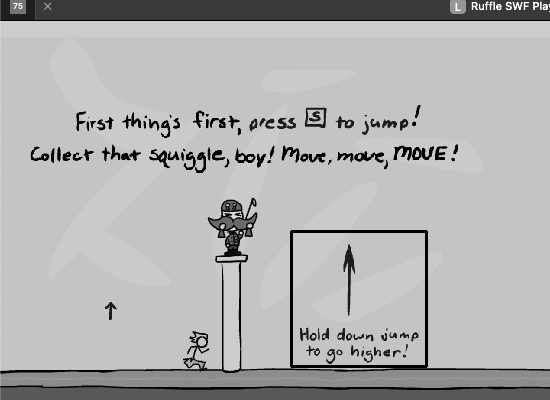 75
L Ruffle SWF Play
First thing's first, press S to jump!
Collect that squiggle, boy! Move, move, MOVE!
Hold down jump
to go higher!